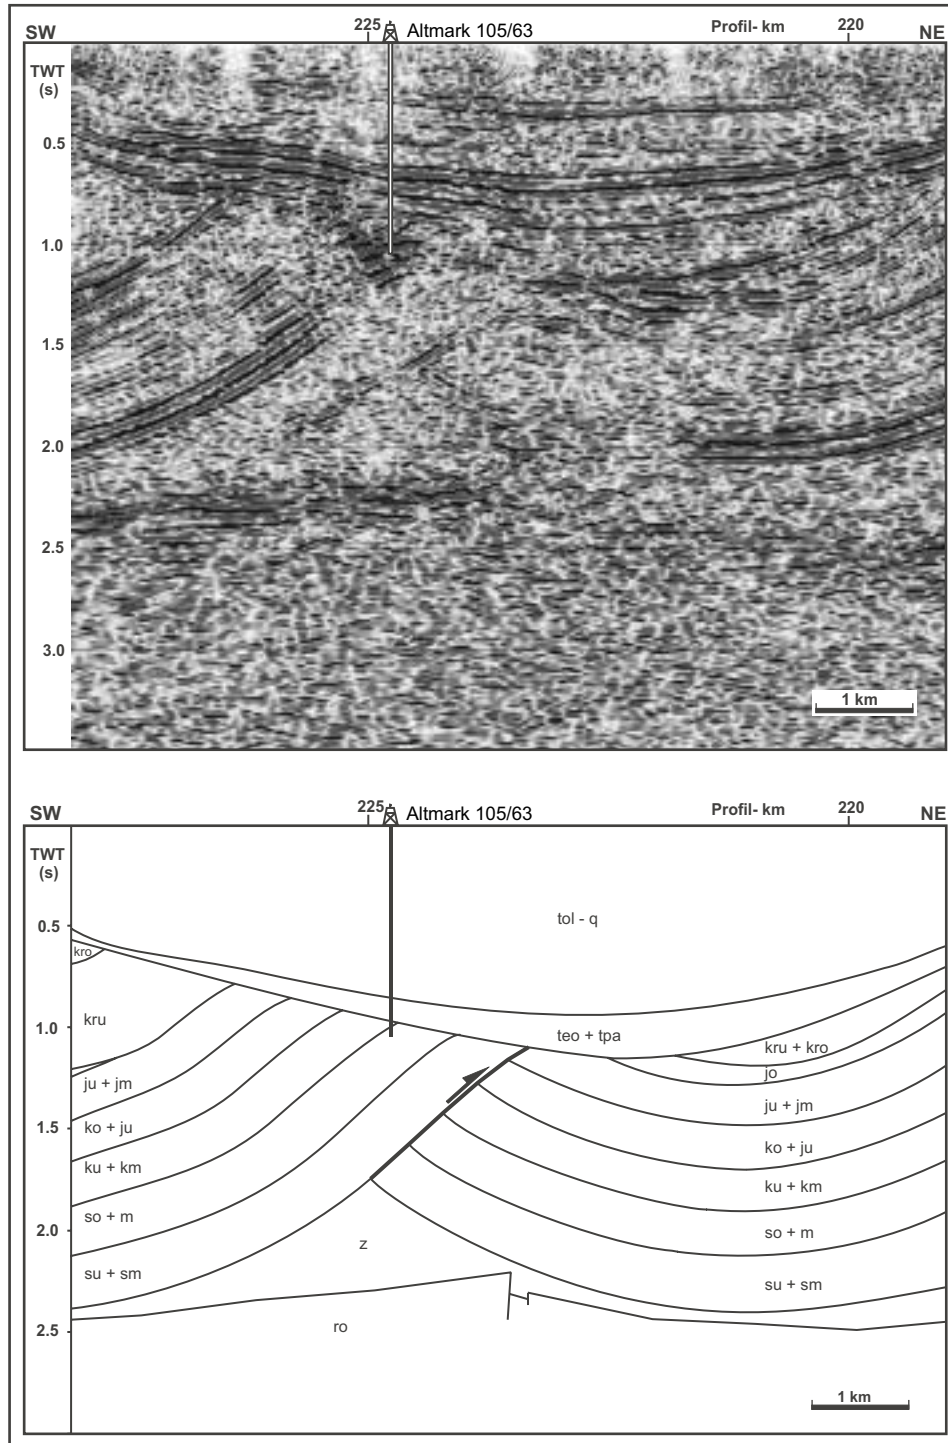 SW 225 Altmark 105/63 Profil- km 220 NE
TWT
(s)
0.5
1.0
1.5
2.0
2.5
3.0
1 km
SW 225 Altmark 105/63 Profil- km 220 NE
TWT
(s)
0.5
tol - q
kro
kru
1.0
teo + tpa
kru + kro
jo
ju + jm
ju + jm
ko + ju
1.5
ko + ju
ku + km
ku + km
so + m
2.0
so + m
z
su + sm
su + sm
ro
2.5
1 km